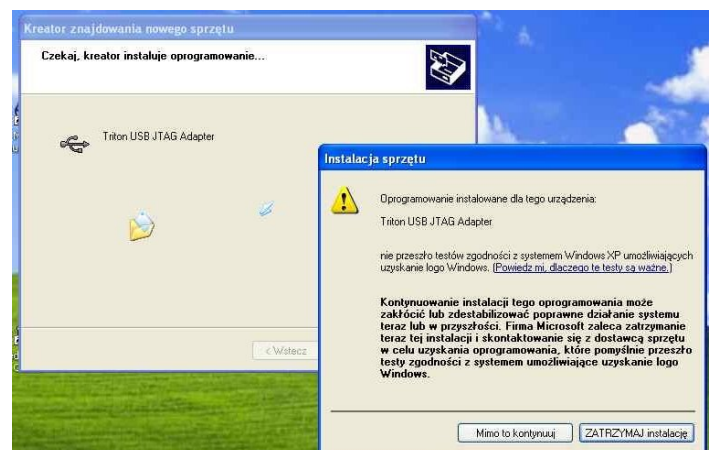 Kreator znajdowania nowego sprzętu
Czekaj, kreator instaluje oprogramowanie...
Triton USB JTAG Adapter
< Wstecz
Instalacja sprzętu
Oprogramowanie instalowane dla tego urządzenia:
Triton USB JTAG Adapter
nie przeszło testów zgodności z systemem Windows XP umożliwiających
uzyskanie logo Windows. (Powiedz mi, dlaczego te testy są ważne.)
Kontynuowanie instalacji tego oprogramowania może
zakłócić lub zdestabilizować poprawne działanie systemu
teraz lub w przyszłości. Firma Microsoft zaleca zatrzymanie
teraz tej instalacji i skontaktowanie się z dostawcą sprzętu
w celu uzyskania oprogramowania, które pomyślnie przeszło
testy zgodności z systemem umożliwiające uzyskanie logo
Windows.
Mimo to kontynuuj
ZATRZYMAJ instalację